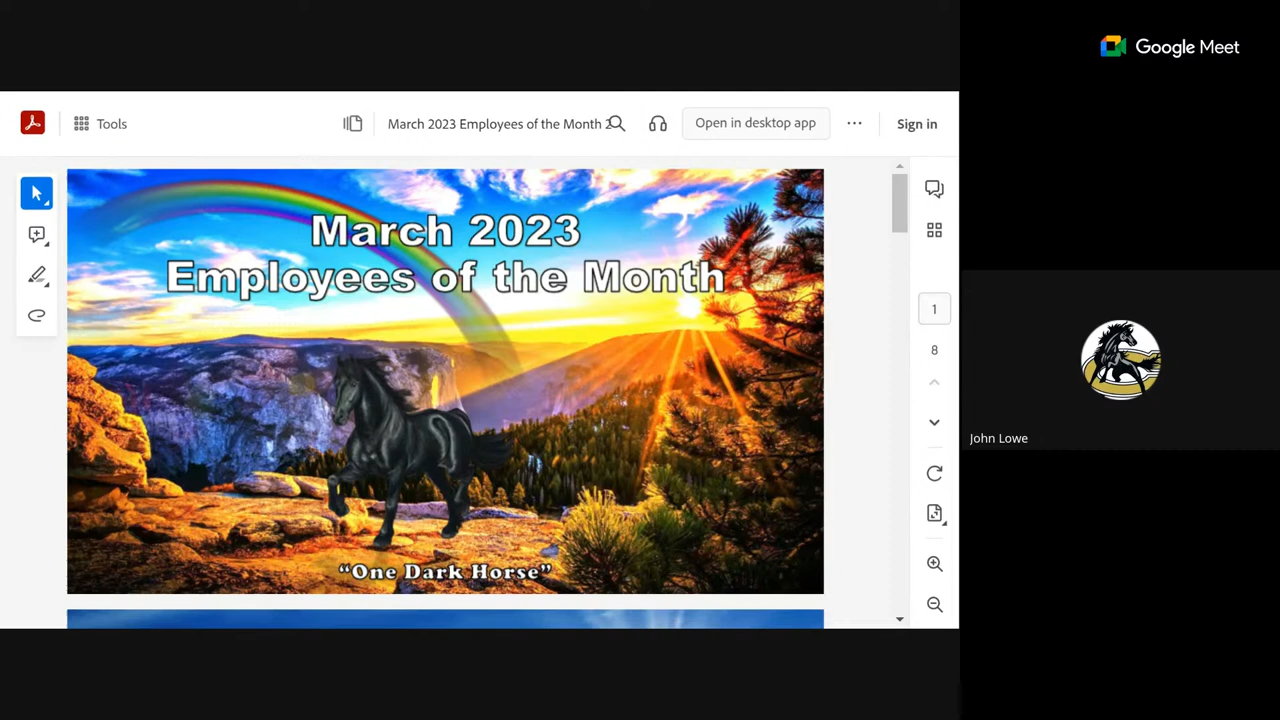 Google Meet
Tools
March 2023 Employees of the Month 2
Open in desktop app
Sign in
March 2023
Employees of the Month
"One Dark Horse"
1
8
John Lowe